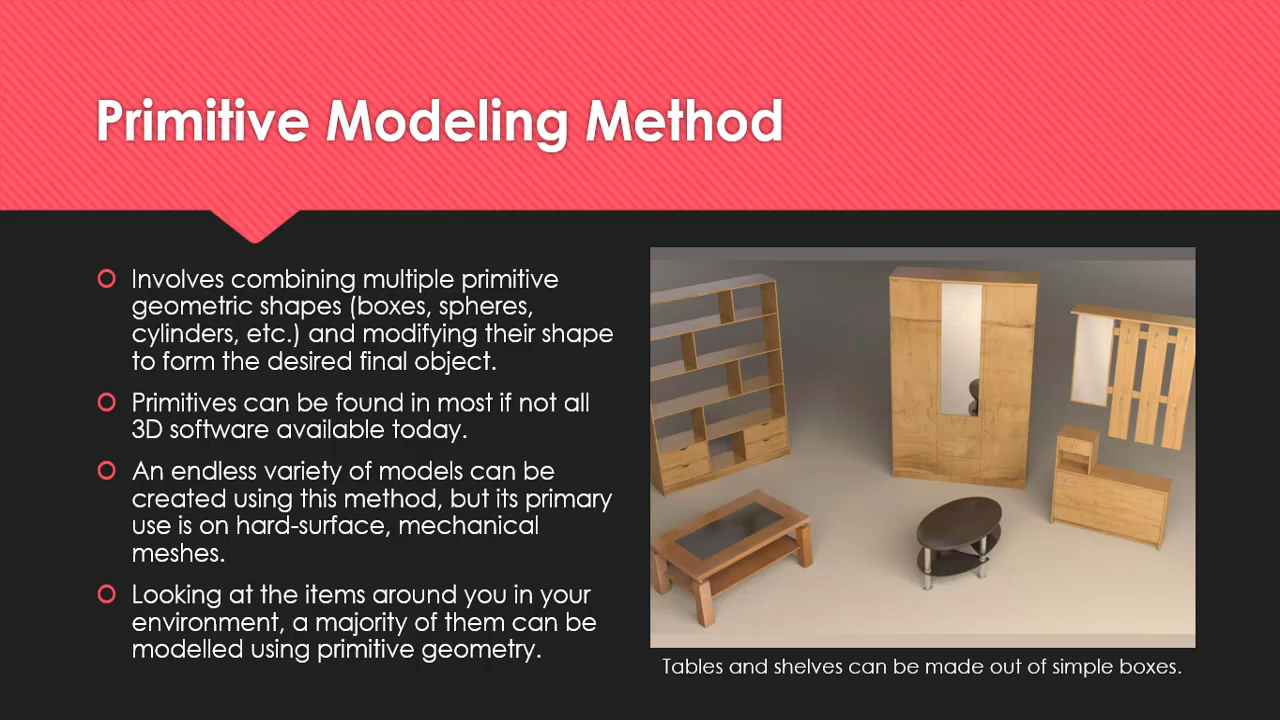 Primitive Modeling Method
Involves combining multiple primitive
geometric shapes (boxes, spheres,
cylinders, etc.) and modifying their shape
to form the desired final object.
Primitives can be found in most if not all
3D software available today.
An endless variety of models can be
created using this method, but its primary
use is on hard-surface, mechanical
meshes.
Looking at the items around you in your
environment, a majority of them can be
modelled using primitive geometry.
Tables and shelves can be made out of simple boxes.